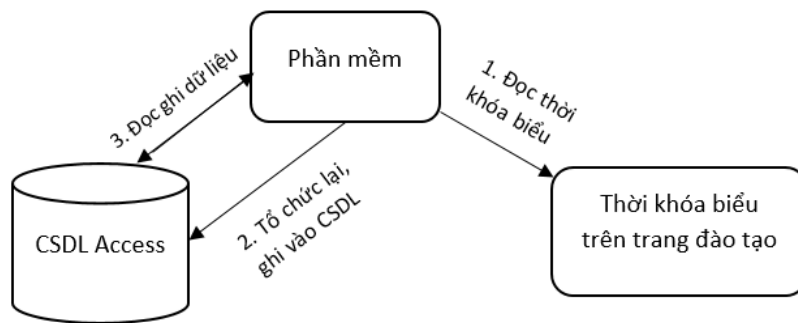 Phần mềm
3. Đọc ghi dữ liệu
1. Đọc thời
khóa biểu
2. Tổ chức lại,
ghi vào CSDL
CSDL Access
Thời khóa biểu
trên trang đào tạo